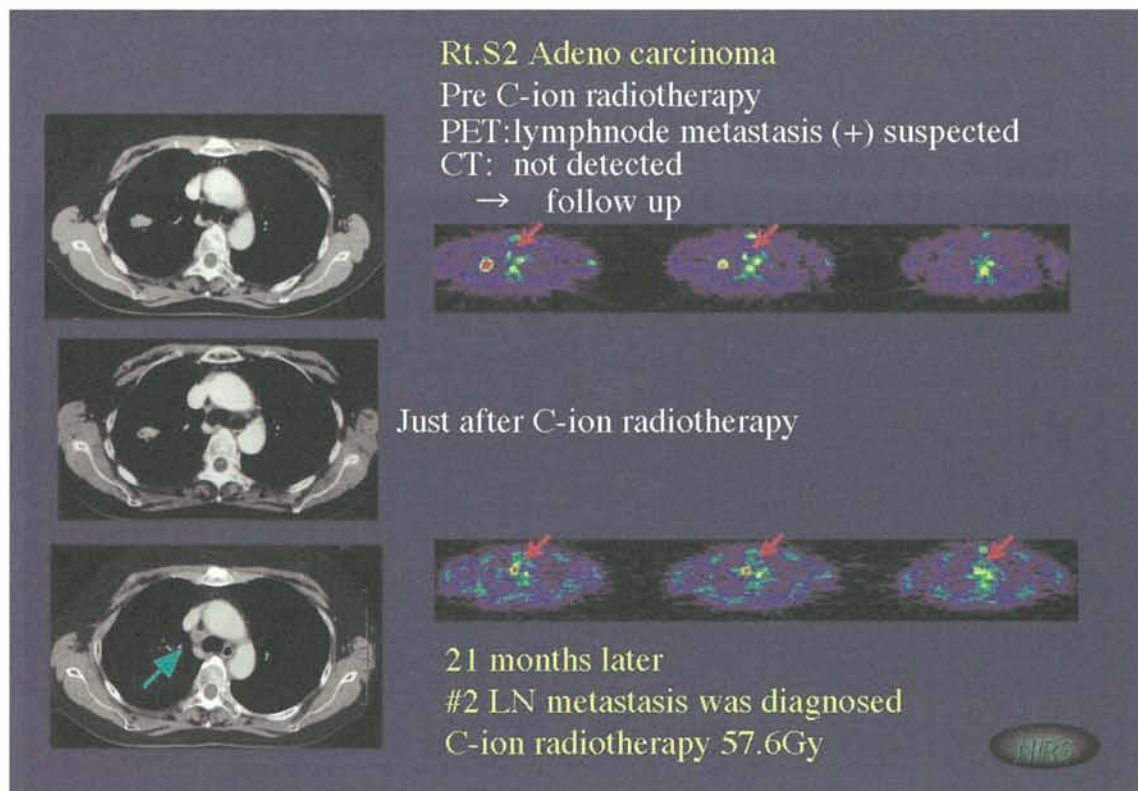 Rt.S2 Adeno carcinoma
Pre C-ion radiotherapy
PET:lymphnode metastasis (+) suspected
CT: not detected
→ follow up
Just after C-ion radiotherapy
21 months later
#2 LN metastasis was diagnosed
C-ion radiotherapy 57.6Gy